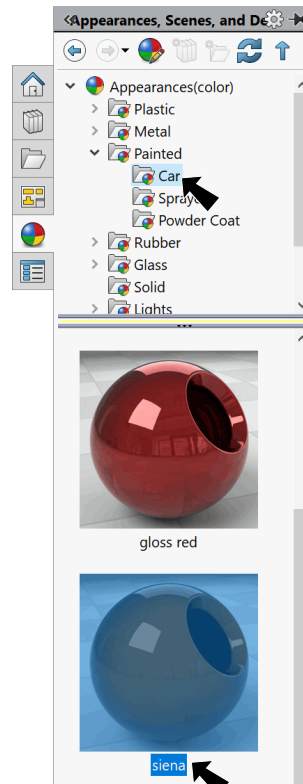 Appearances, Scenes, and De
Appearances(color)
Plastic
Metal
Painted
Car
Spraye
Powder Coat
Rubber
Glass
Solid
Lights
gloss red
siena